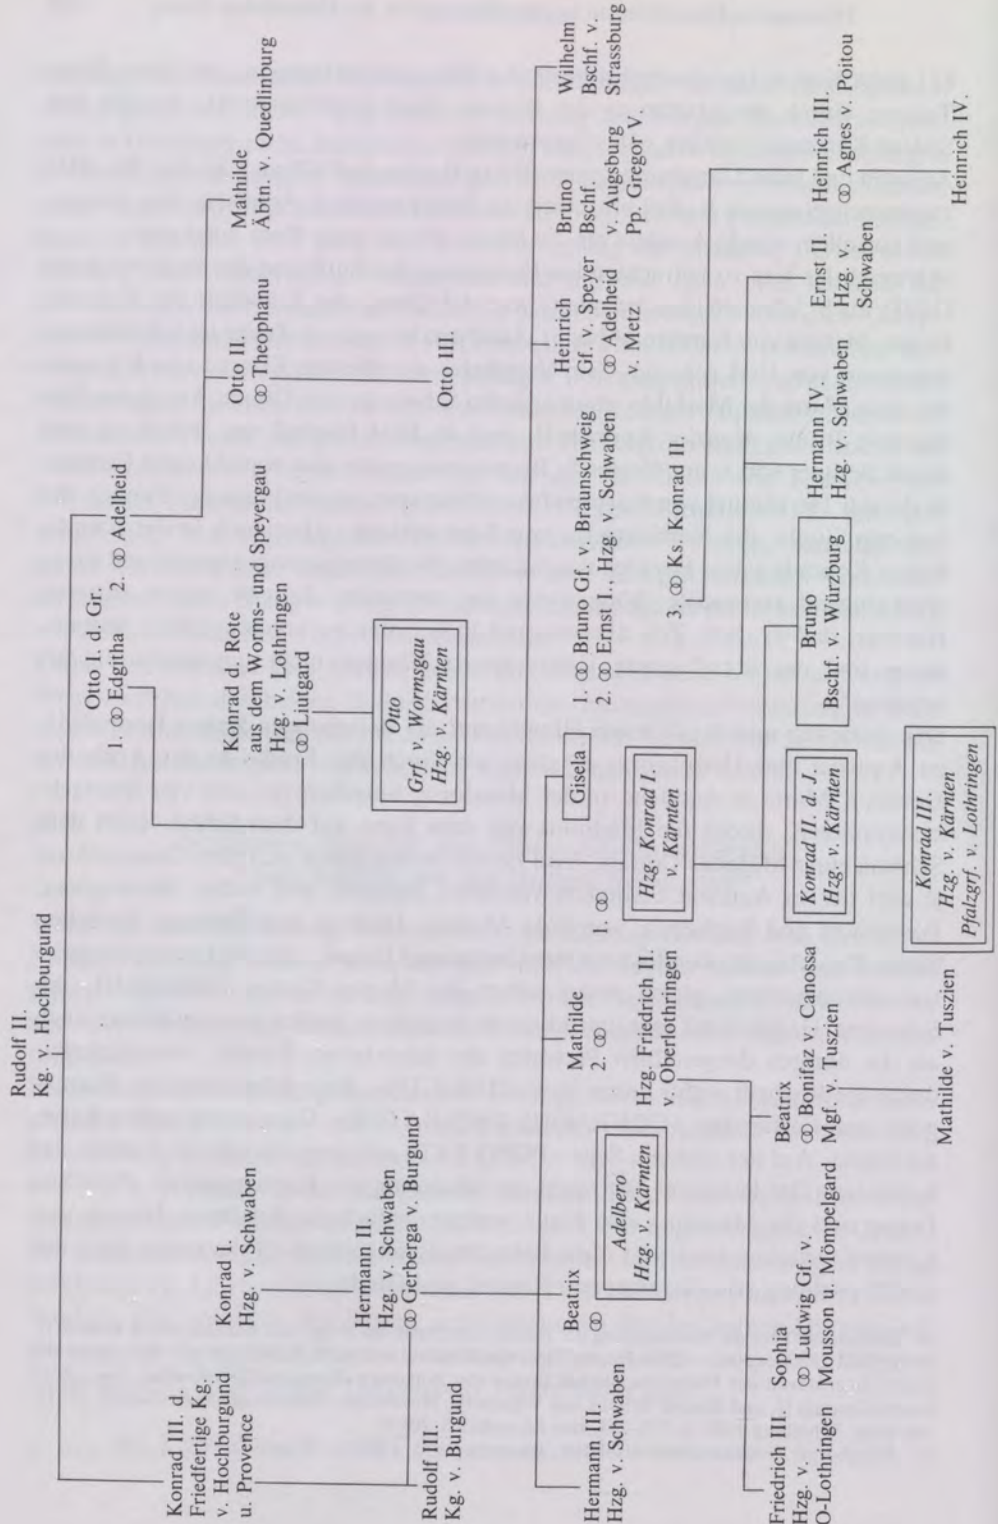 Rudolf II.
Kg. v. Hochburgund
Konrad III. d.
Friedfertige Kg.
v. Hochburgund
u. Provence
Konrad I.
Hzg. v. Schwaben
Otto I. d. Gr.
1. ⚭ Edgitha 2. ⚭ Adelheid
Konrad d. Rote
aus dem Worms- und Speyergau
Hzg. v. Lothringen
⚭ Liutgard
Otto II.
⚭ Theophanu
Mathilde
Abtn. v. Quedlinburg
Rudolf III.
Kg. v. Burgund
Hermann II.
Hzg. v. Schwaben
⚭ Gerberga v. Burgund
Otto
Grf. v. Wormsgau
Hzg. v. Kärnten
Otto III.
Hermann III.
Hzg. v. Schwaben
Beatrix
⚭
Adelbero
Hzg. v. Kärnten
Mathilde
2. ⚭
Hzg. Frriedrich II.
v. Oberlothringen
1. ⚭
Hzg. Konrad I.
v. Kärnten
Gisela
1. ⚭ Bruno Gf. v. Braunschweig
2. ⚭ Ernst I. Hzg. v. Schwaben
3. ⚭ Ks. Konrad II.
Heinrich
Gf. v. Speyer
⚭ Adelheid
v. Metz
Bruno
Bschf.
v. Augsburg
Pp. Gregor V.
Wilhelm
Bschf. v.
Strassburg
Friedrich III.
Hzg. v.
O-Lothringen
Sophia
⚭ Ludwig Gf. v.
Mousson u. Mömpelgard
Beatrix
⚭ Bonifaz v. Canossa
Mgf. v. Tuszien
Konrad II. d. J.
Hzg. v. Kärnten
Bruno
Bschf. v. Würzburg
Hermann IV.
Hzg. v. Schwaben
Ernst II.
Hzg. v.
Schwaben
Heinrich III.
⚭ Agnes v. Poitou
Mathilde v. Tuszien
Konrad III.
Hzg. v. Kärnten
Pfalzgrf. v. Lothringen
Heinrich IV.